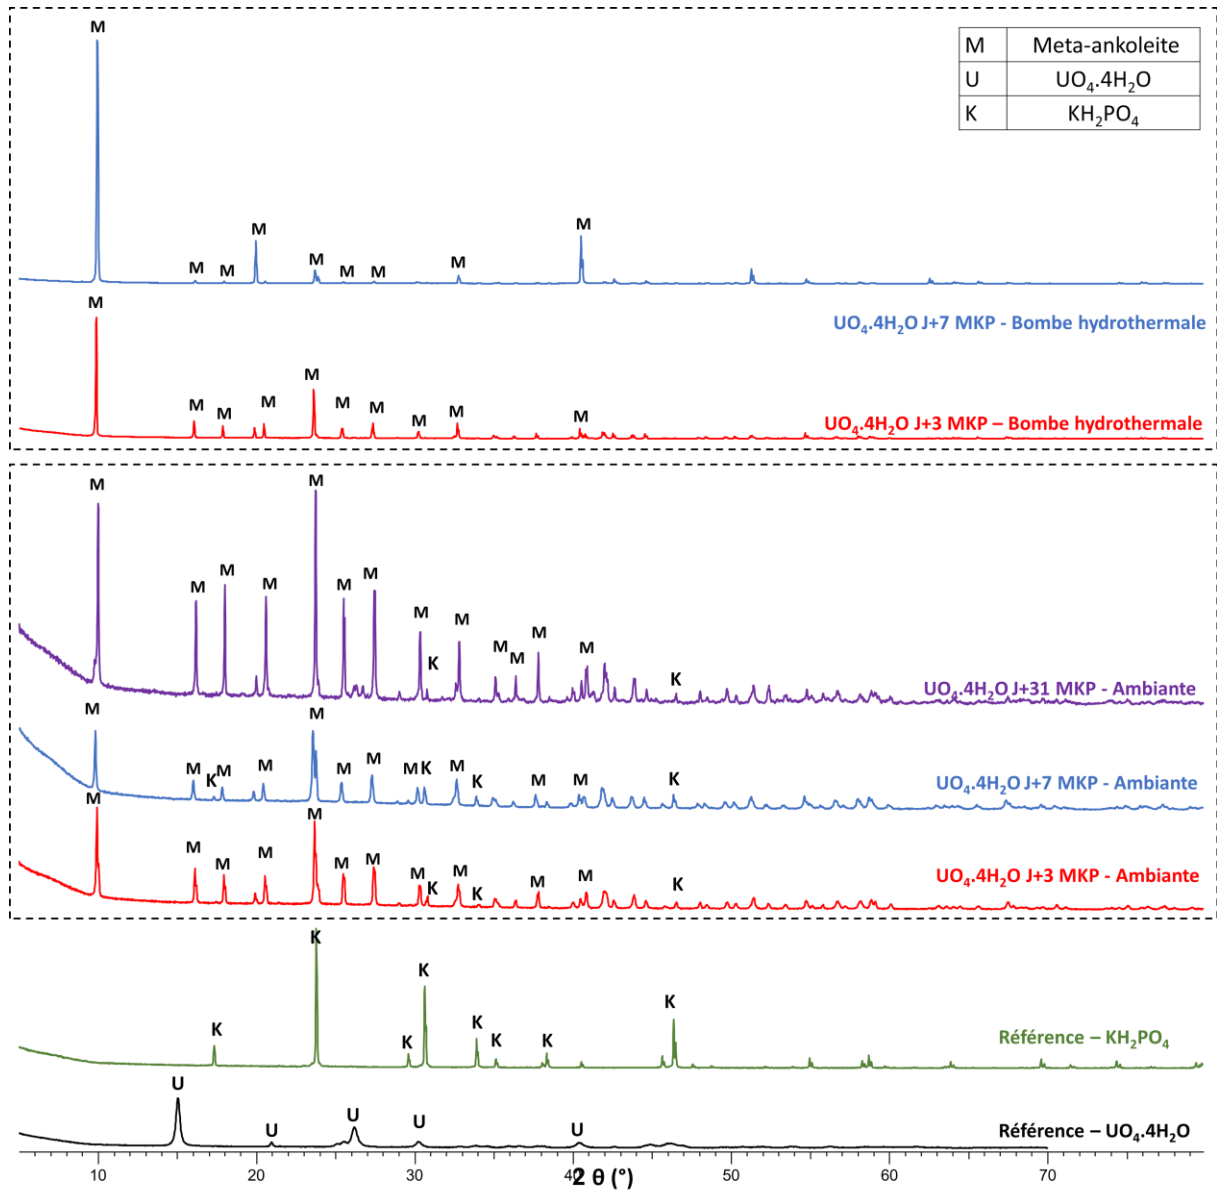 M
M Meta-ankoleite
U UO₄.4H₂O
K KH₂PO₄
M
M
M M M M M M
M
UO₄.4H₂O J+7 MKP - Bombe hydrothermale
M
M M M M M M M M
UO₄.4H₂O J+3 MKP – Bombe hydrothermale
M M
M M M M M
M M K M M M M
K
UO₄.4H₂O J+31 MKP - Ambiante
M M
M K M M M M M K M K M M K
UO₄.4H₂O J+7 MKP - Ambiante
M M
M M M M M M K M K M M K
UO₄.4H₂O J+3 MKP - Ambiante
K
K K K K K K K
Référence – KH₂PO₄
U
U U U U
Référence – UO₄.4H₂O
10 20 30 40 50 60 70
2 θ (°)